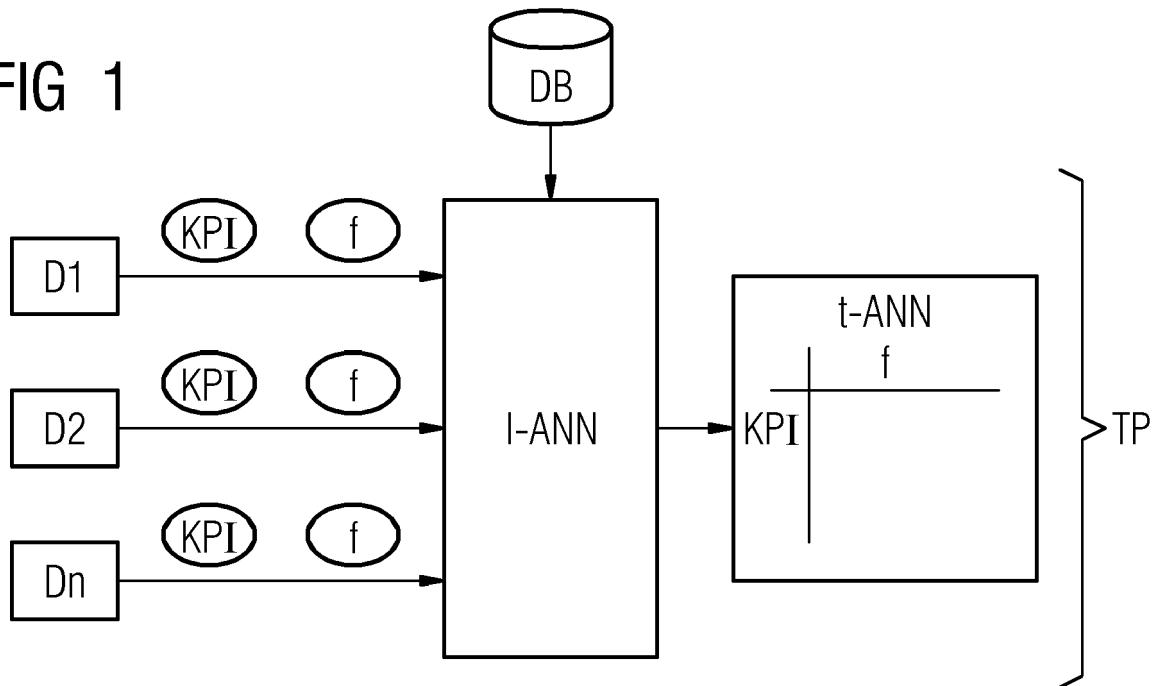 FIG 1
DB
KPI f
D1
t-ANN
f
KPI f
D2
I-ANN
KPI
TP
KPI f
Dn